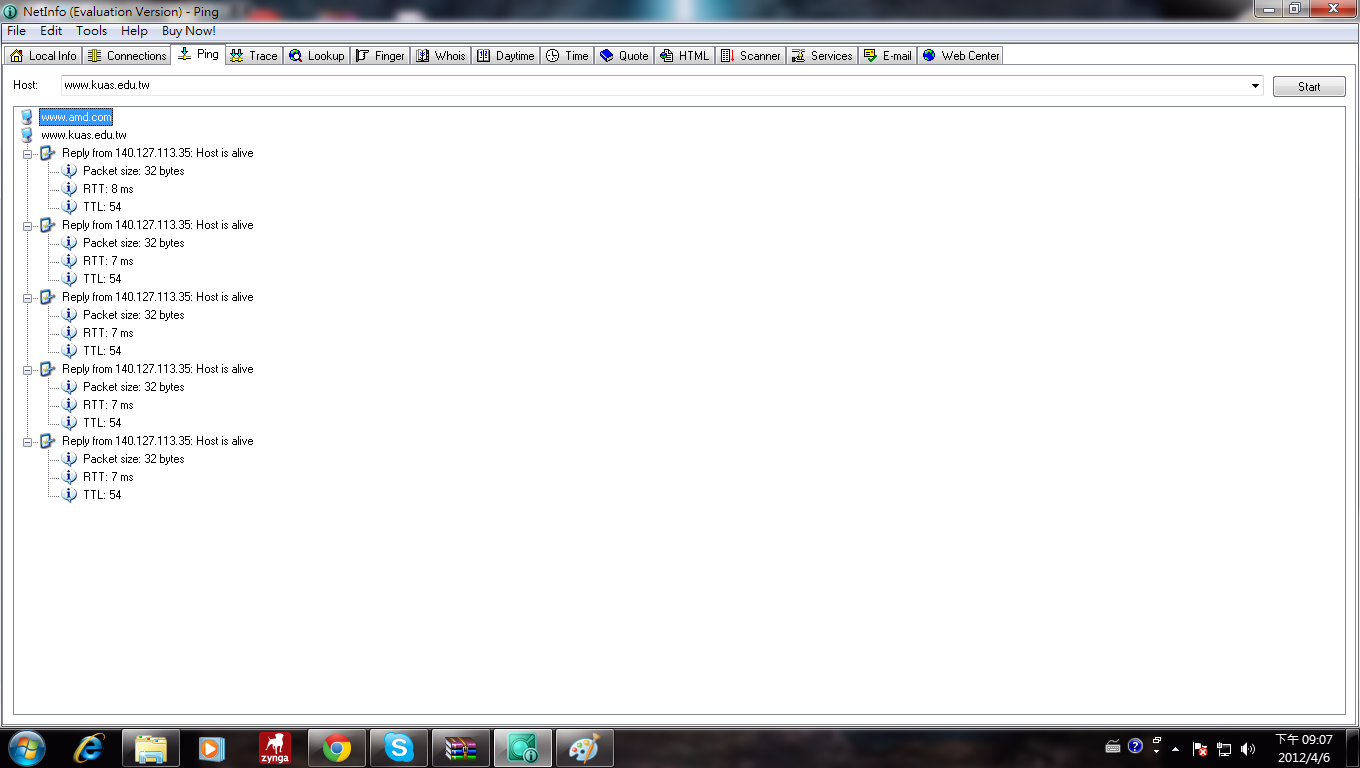 NetInfo (Evaluation Version) - Ping
File Edit Tools Help Buy Now!
Local Info Connections Ping Trace Lookup Finger Whois Daytime Time Quote HTML Scanner Services E-mail Web Center
Host: www.kuas.edu.tw Start
www.amd.com
www.kuas.edu.tw
Reply from 140.127.113.35: Host is alive
Packet size: 32 bytes
RTT: 8 ms
TTL: 54
Reply from 140.127.113.35: Host is alive
Packet size: 32 bytes
RTT: 7 ms
TTL: 54
Reply from 140.127.113.35: Host is alive
Packet size: 32 bytes
RTT: 7 ms
TTL: 54
Reply from 140.127.113.35: Host is alive
Packet size: 32 bytes
RTT: 7 ms
TTL: 54
Reply from 140.127.113.35: Host is alive
Packet size: 32 bytes
RTT: 7 ms
TTL: 54
zynga
下午 09:07
2012/4/6